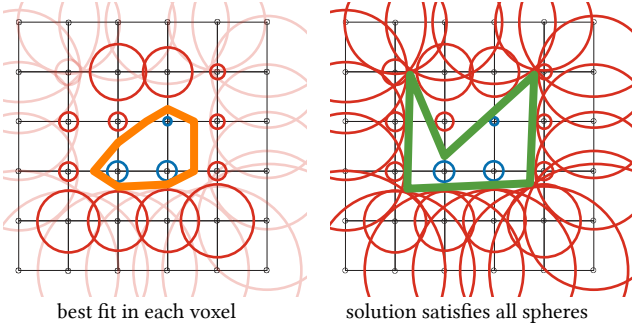 best fit in each voxel
solution satisfies all spheres